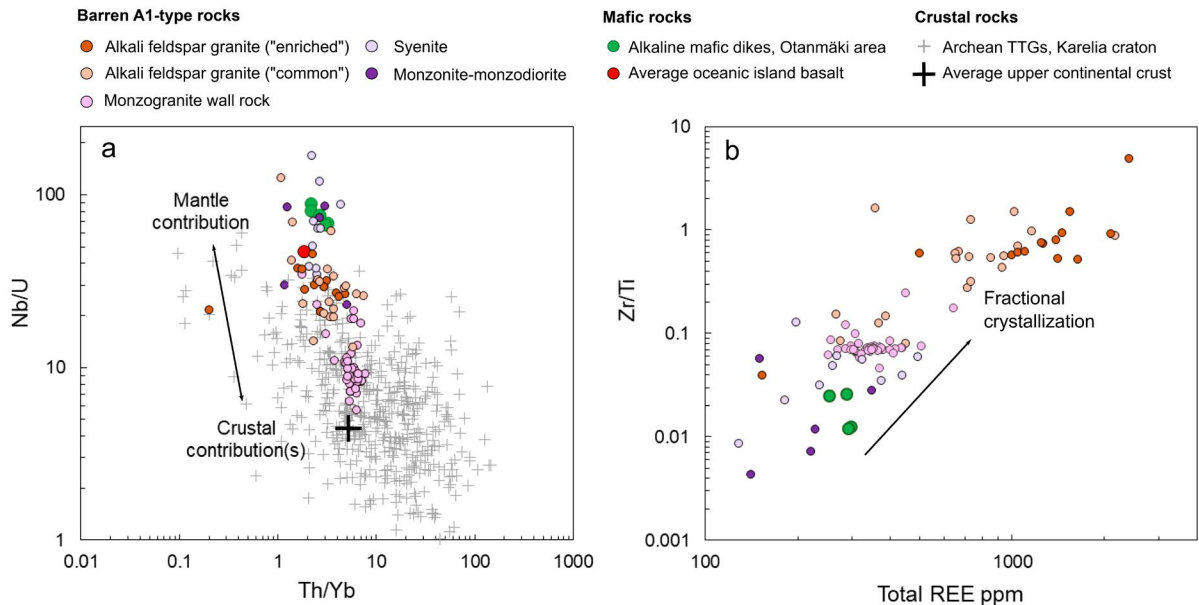 Barren A1-type rocks
Mafic rocks
Crustal rocks
Alkali feldspar granite ("enriched")
Syenite
Alkaline mafic dikes, Otanmäki area
Archean TTGs, Karelia craton
Alkali feldspar granite ("common")
Monzonite-monzodiorite
Average oceanic island basalt
Average upper continental crust
Monzogranite wall rock
a
Mantle
contribution
Crustal
contribution(s)
100
10
1
Nb/U
0.01
0.1
1
10
100
1000
Th/Yb
b
Fractional
crystallization
10
1
0.1
0.01
0.001
Zr/Ti
100
1000
Total REE ppm